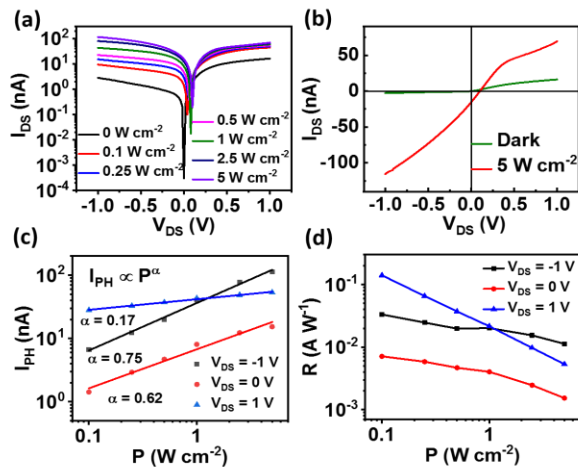 (a)
I_DS (nA)
10³
10²
10¹
10⁰
10⁻¹
10⁻²
10⁻³
10⁻⁴
0 W cm⁻²
0.1 W cm⁻²
0.25 W cm⁻²
0.5 W cm⁻²
1 W cm⁻²
2.5 W cm⁻²
5 W cm⁻²
-1.0 -0.5 0.0 0.5 1.0
V_DS (V)
(b)
I_DS (nA)
50
0
-50
-100
Dark
5 W cm⁻²
-1.0 -0.5 0.0 0.5 1.0
V_DS (V)
(c)
I_PH (nA)
10²
10¹
10⁰
I_PH ∝ P^α
α = 0.17
α = 0.75
α = 0.62
V_DS = -1 V
V_DS = 0 V
V_DS = 1 V
0.1 1
P (W cm⁻²)
(d)
R (A W⁻¹)
10⁻¹
10⁻²
10⁻³
V_DS = -1 V
V_DS = 0 V
V_DS = 1 V
0.1 1
P (W cm⁻²)